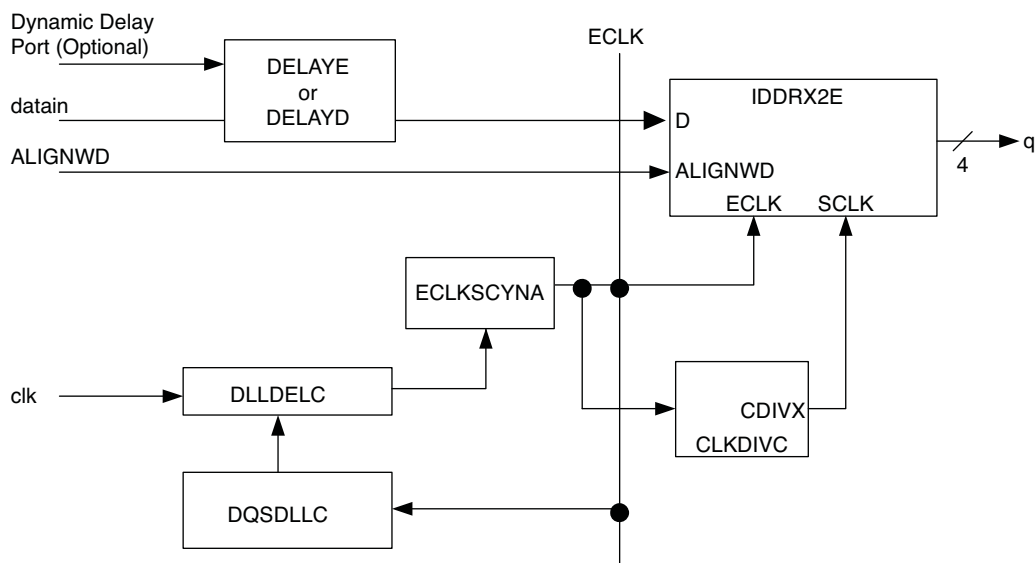 Dynamic Delay
Port (Optional)
datain
ALIGNWD
DELAYE
or
DELAYD
ECLK
IDDRX2E
D
ALIGNWD
ECLK SCLK
4
q
ECLKSCYNA
clk
DLLDELC
DQSDLLC
CDIVX
CLKDIVC